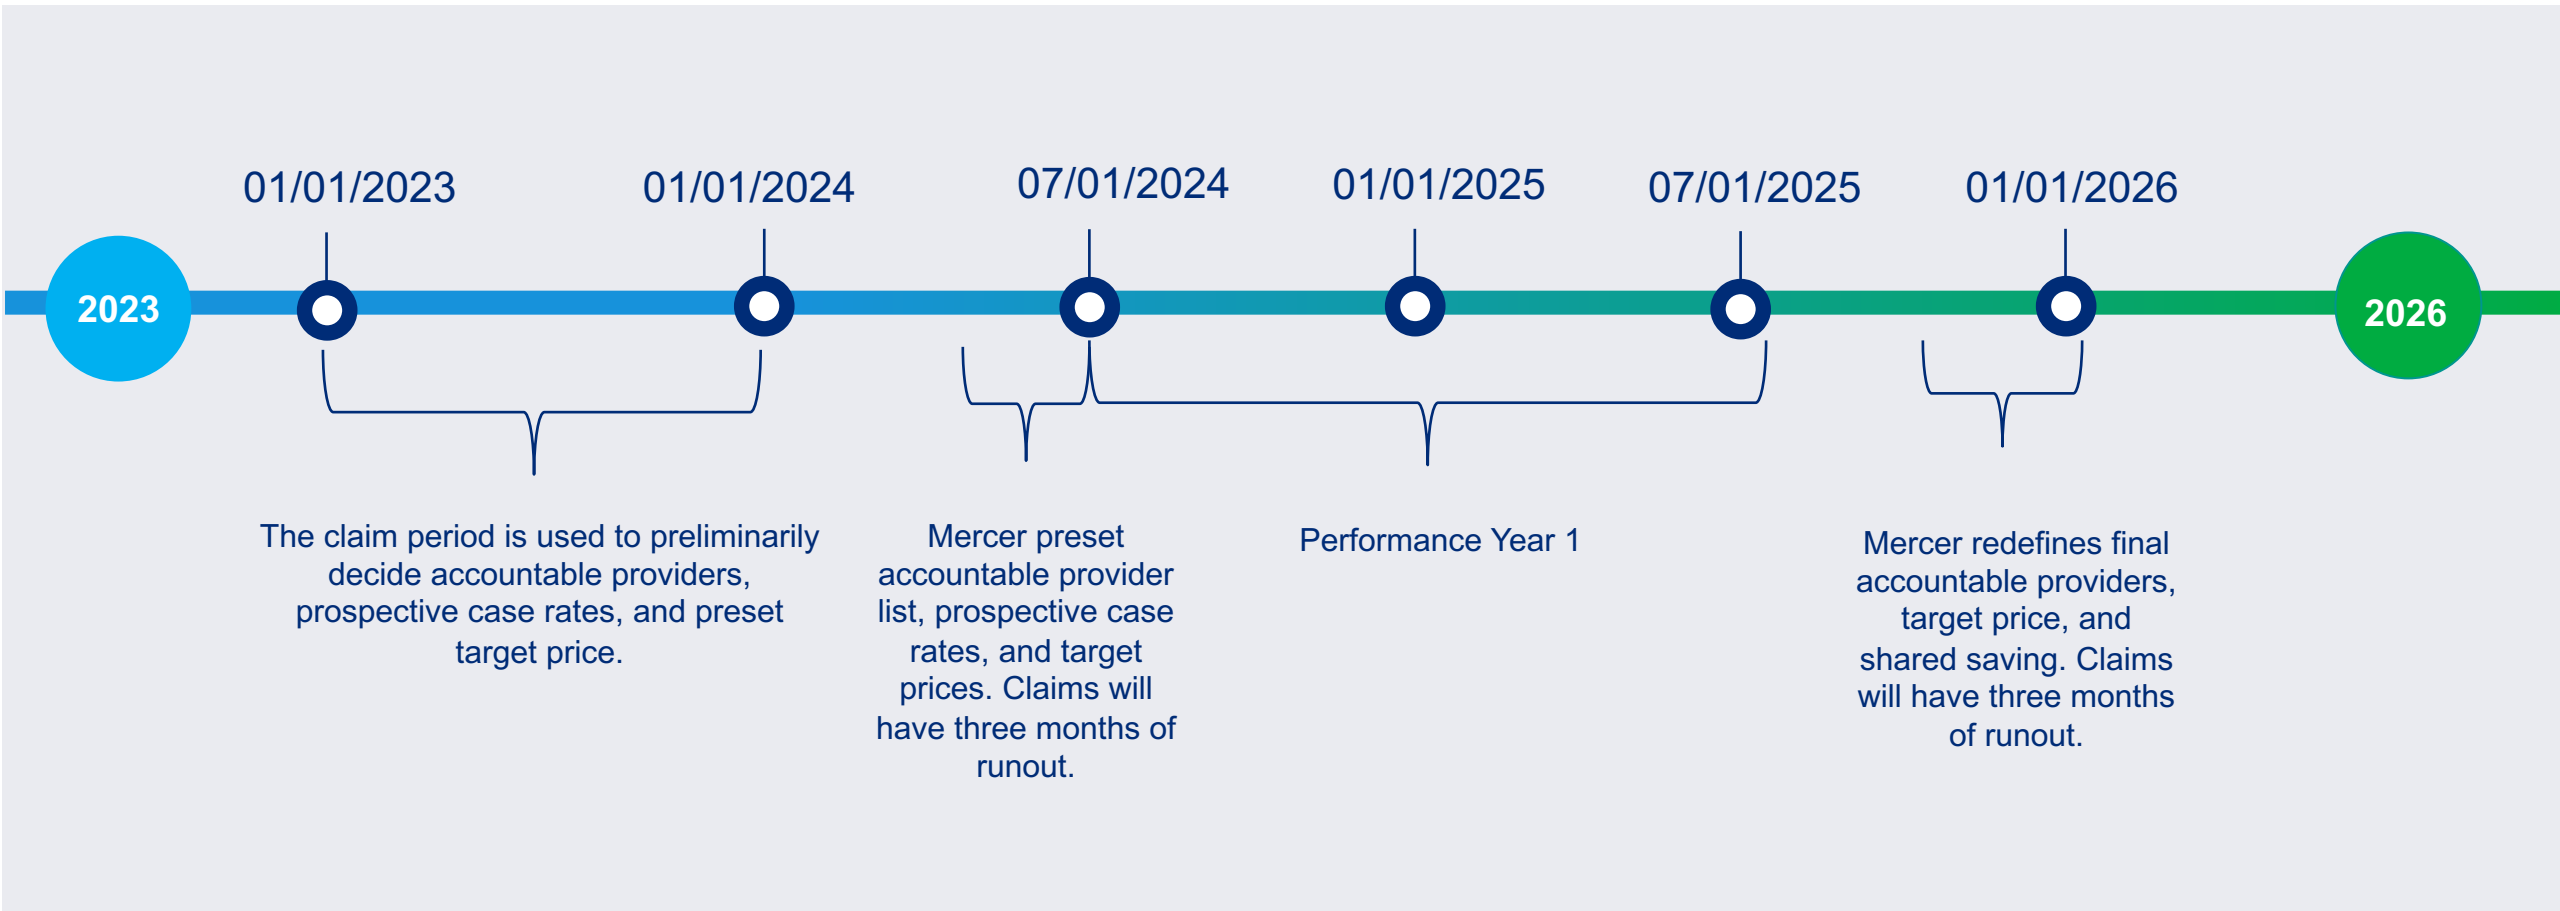 01/01/2023
01/01/2024
07/01/2024
01/01/2025
07/01/2025
01/01/2026
2023
2026
The claim period is used to preliminarily
decide accountable providers,
prospective case rates, and preset
target price.
Mercer preset
accountable provider
list, prospective case
rates, and target
prices. Claims will
have three months of
runout.
Performance Year 1
Mercer redefines final
accountable providers,
target price, and
shared saving. Claims
will have three months
of runout.